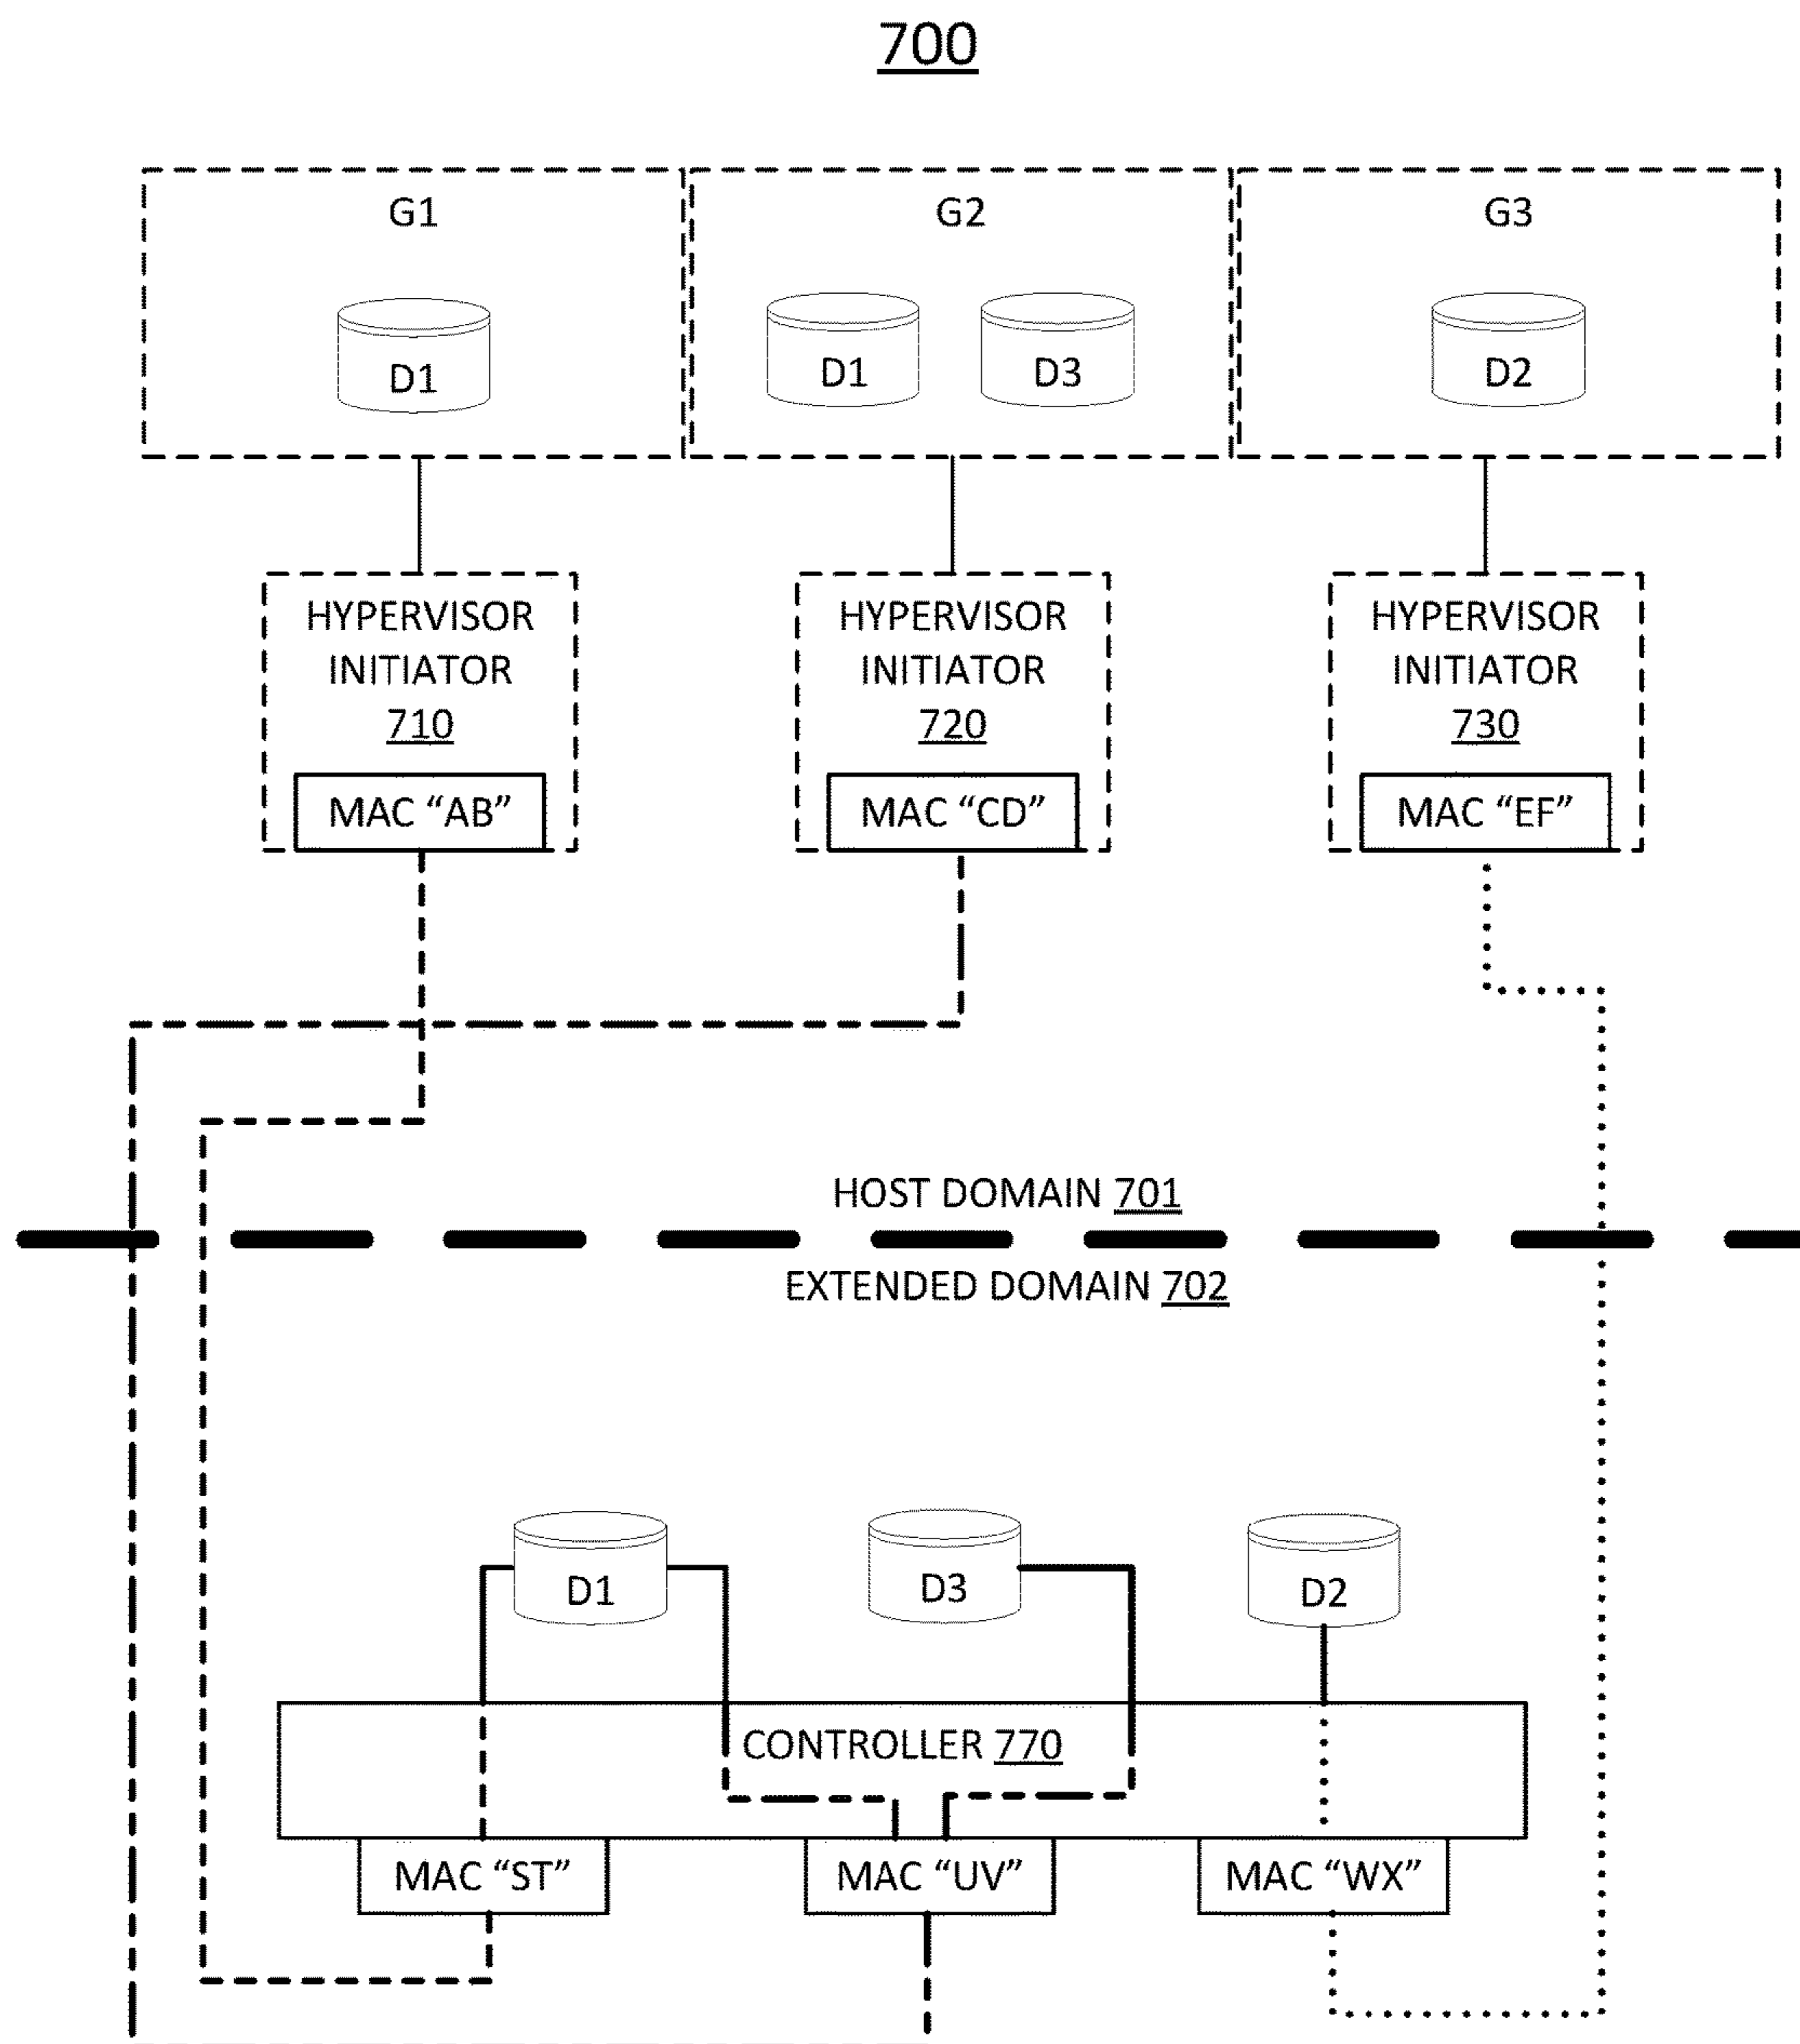 700
G1
G2
G3
D1
D1
D3
D2
HYPERVISOR
INITIATOR
710
MAC “AB”
HYPERVISOR
INITIATOR
720
MAC “CD”
HYPERVISOR
INITIATOR
730
MAC “EF”
HOST DOMAIN 701
EXTENDED DOMAIN 702
D1
D3
D2
CONTROLLER 770
MAC “ST”
MAC “UV”
MAC “WX”